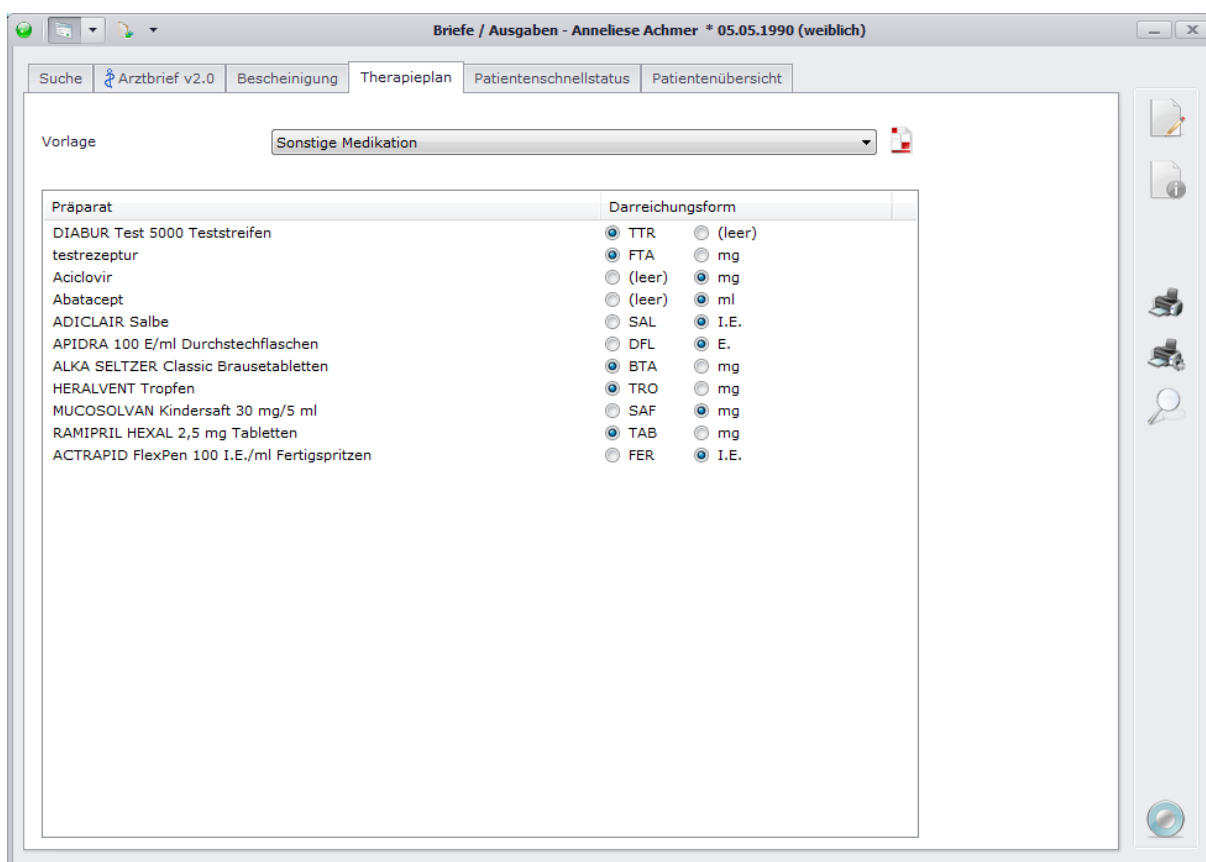 Briefe / Ausgaben - Anneliese Achmer * 05.05.1990 (weiblich)
Suche Arztbrief v2.0 Bescheinigung Therapieplan Patientenschnellstatus Patientenübersicht
Vorlage Sonstige Medikation
Präparat Darreichungsform
DIABUR Test 5000 Teststreifen TTR (leer)
testrezeptur FTA mg
Aciclovir (leer) mg
Abatacept (leer) ml
ADICLAIR Salbe SAL I.E.
APIDRA 100 E/ml Durchstechflaschen DFL E.
ALKA SELTZER Classic Brausetabletten BTA mg
HERALVENT Tropfen TRO mg
MUCOSOLVAN Kindersaft 30 mg/5 ml SAF mg
RAMIPRIL HEXAL 2,5 mg Tabletten TAB mg
ACTRAPID FlexPen 100 I.E./ml Fertigspritzen FER I.E.